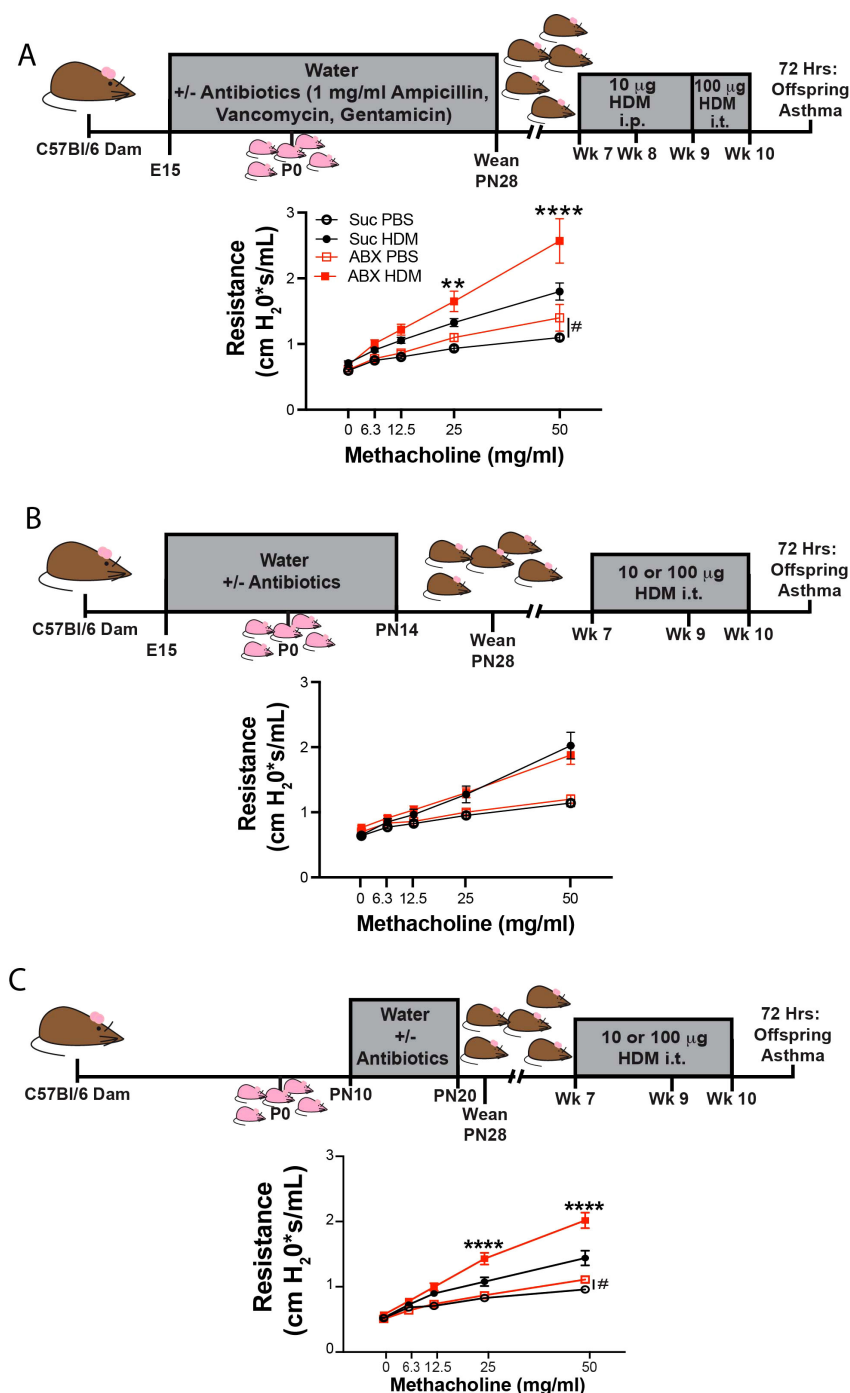 A
Water
+/- Antibiotics (1 mg/ml Ampicillin,
Vancomycin, Gentamicin)
10 μg
HDM
i.p.
100 μg
HDM
i.t.
72 Hrs:
Offspring
Asthma
C57Bl/6 Dam
E15
P0
Wean
PN28
Wk 7
Wk 8
Wk 9
Wk 10
Suc PBS
Suc HDM
ABX PBS
ABX HDM
**
****
#
Resistance
(cm H₂0*s/mL)
3
2
1
0
0
6.3
12.5
25
50
Methacholine (mg/ml)
B
Water
+/- Antibiotics
10 or 100 μg
HDM i.t.
72 Hrs:
Offspring
Asthma
C57Bl/6 Dam
E15
P0
PN14
Wean
PN28
Wk 7
Wk 9
Wk 10
Resistance
(cm H₂0*s/mL)
3
2
1
0
0
6.3
12.5
25
50
Methacholine (mg/ml)
C
Water
+/-
Antibiotics
10 or 100 μg
HDM i.t.
72 Hrs:
Offspring
Asthma
C57Bl/6 Dam
P0
PN10
PN20
Wean
PN28
Wk 7
Wk 9
Wk 10
Resistance
(cm H₂0*s/mL)
3
2
1
0
****
****
#
0
6.3
12.5
25
50
Methacholine (mg/ml)